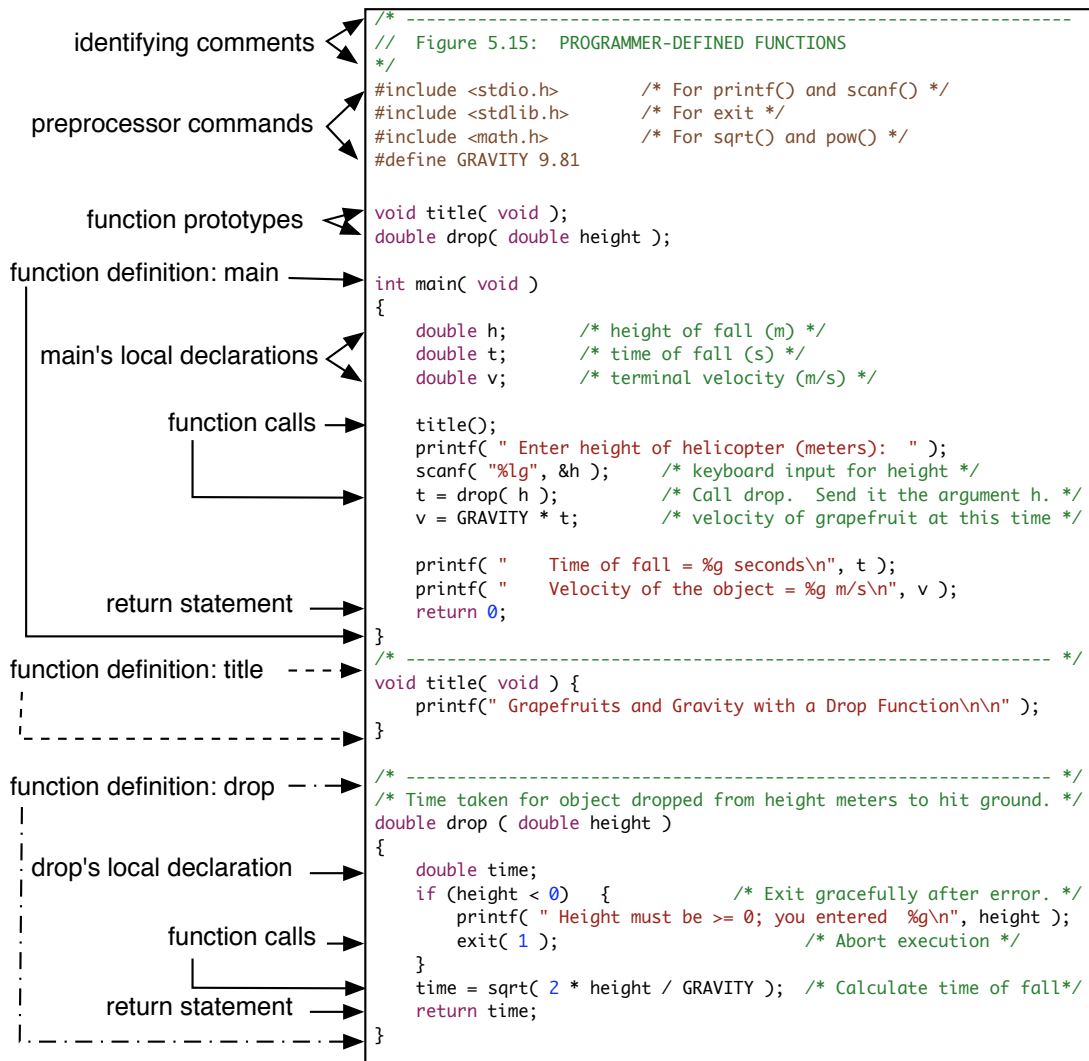 identifying comments
preprocessor commands
function prototypes
function definition: main
main's local declarations
function calls
return statement
function definition: title
function definition: drop
drop's local declaration
function calls
return statement
/* -----------------------------------------------------------------
//  Figure 5.15:  PROGRAMMER-DEFINED FUNCTIONS
*/
#include <stdio.h>        /* For printf() and scanf() */
#include <stdlib.h>       /* For exit */
#include <math.h>         /* For sqrt() and pow() */
#define GRAVITY 9.81
void title( void );
double drop( double height );
int main( void )
{
    double h;       /* height of fall (m) */
    double t;       /* time of fall (s) */
    double v;       /* terminal velocity (m/s) */
    title();
    printf( " Enter height of helicopter (meters):  " );
    scanf( "%lg", &h );     /* keyboard input for height */
    t = drop( h );          /* Call drop.  Send it the argument h. */
    v = GRAVITY * t;        /* velocity of grapefruit at this time */
    printf( "    Time of fall = %g seconds\n", t );
    printf( "    Velocity of the object = %g m/s\n", v );
    return 0;
}
/* --------------------------------------------------------------- */
void title( void ) {
    printf(" Grapefruits and Gravity with a Drop Function\n\n" );
}
/* --------------------------------------------------------------- */
/* Time taken for object dropped from height meters to hit ground. */
double drop ( double height )
{
    double time;
    if (height < 0)   {            /* Exit gracefully after error. */
        printf( " Height must be >= 0; you entered  %g\n", height );
        exit( 1 );                        /* Abort execution */
    }
    time = sqrt( 2 * height / GRAVITY );  /* Calculate time of fall*/
    return time;
}